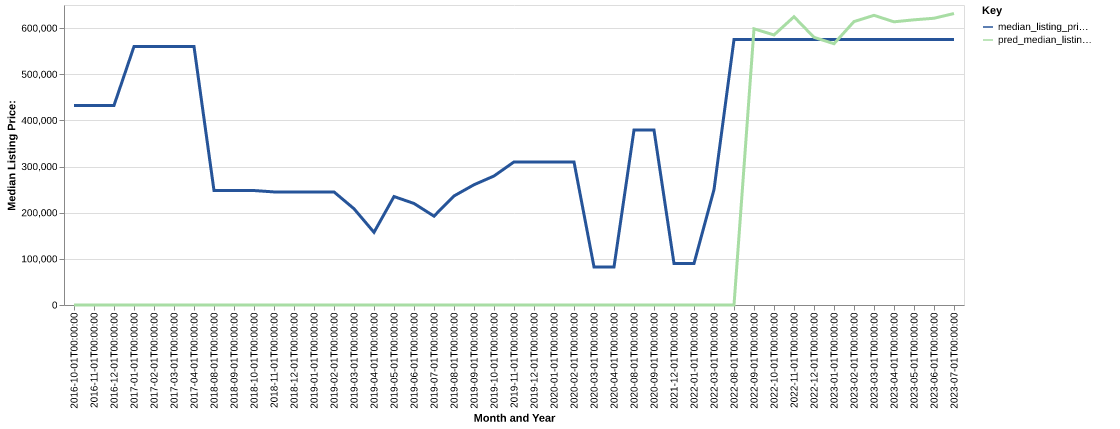 Key
median_listing_pri…
pred_median_listin…
Median Listing Price:
600,000
500,000
400,000
300,000
200,000
100,000
0
2016-10-01T00:00:00
2016-11-01T00:00:00
2016-12-01T00:00:00
2017-01-01T00:00:00
2017-02-01T00:00:00
2017-03-01T00:00:00
2017-04-01T00:00:00
2018-08-01T00:00:00
2018-09-01T00:00:00
2018-10-01T00:00:00
2018-11-01T00:00:00
2018-12-01T00:00:00
2019-01-01T00:00:00
2019-02-01T00:00:00
2019-03-01T00:00:00
2019-04-01T00:00:00
2019-05-01T00:00:00
2019-06-01T00:00:00
2019-07-01T00:00:00
2019-08-01T00:00:00
2019-09-01T00:00:00
2019-10-01T00:00:00
2019-11-01T00:00:00
2019-12-01T00:00:00
2020-01-01T00:00:00
2020-02-01T00:00:00
2020-03-01T00:00:00
2020-04-01T00:00:00
2020-08-01T00:00:00
2020-09-01T00:00:00
2021-12-01T00:00:00
2022-01-01T00:00:00
2022-03-01T00:00:00
2022-08-01T00:00:00
2022-09-01T00:00:00
2022-10-01T00:00:00
2022-11-01T00:00:00
2022-12-01T00:00:00
2023-01-01T00:00:00
2023-02-01T00:00:00
2023-03-01T00:00:00
2023-04-01T00:00:00
2023-05-01T00:00:00
2023-06-01T00:00:00
2023-07-01T00:00:00
Month and Year